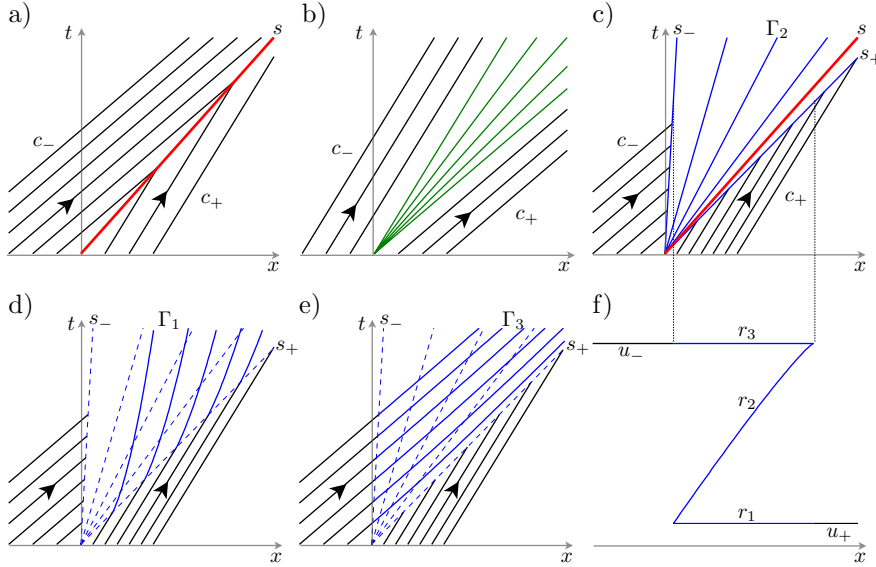 a)
t
s
c₋
c₊
x
b)
t
c₋
c₊
x
c)
t
s₋
Γ₂
s
s₊
c₋
c₊
x
d)
t
s₋
Γ₁
s₊
x
e)
t
s₋
Γ₃
s₊
x
f)
r₃
u₋
r₂
r₁
u₊
x